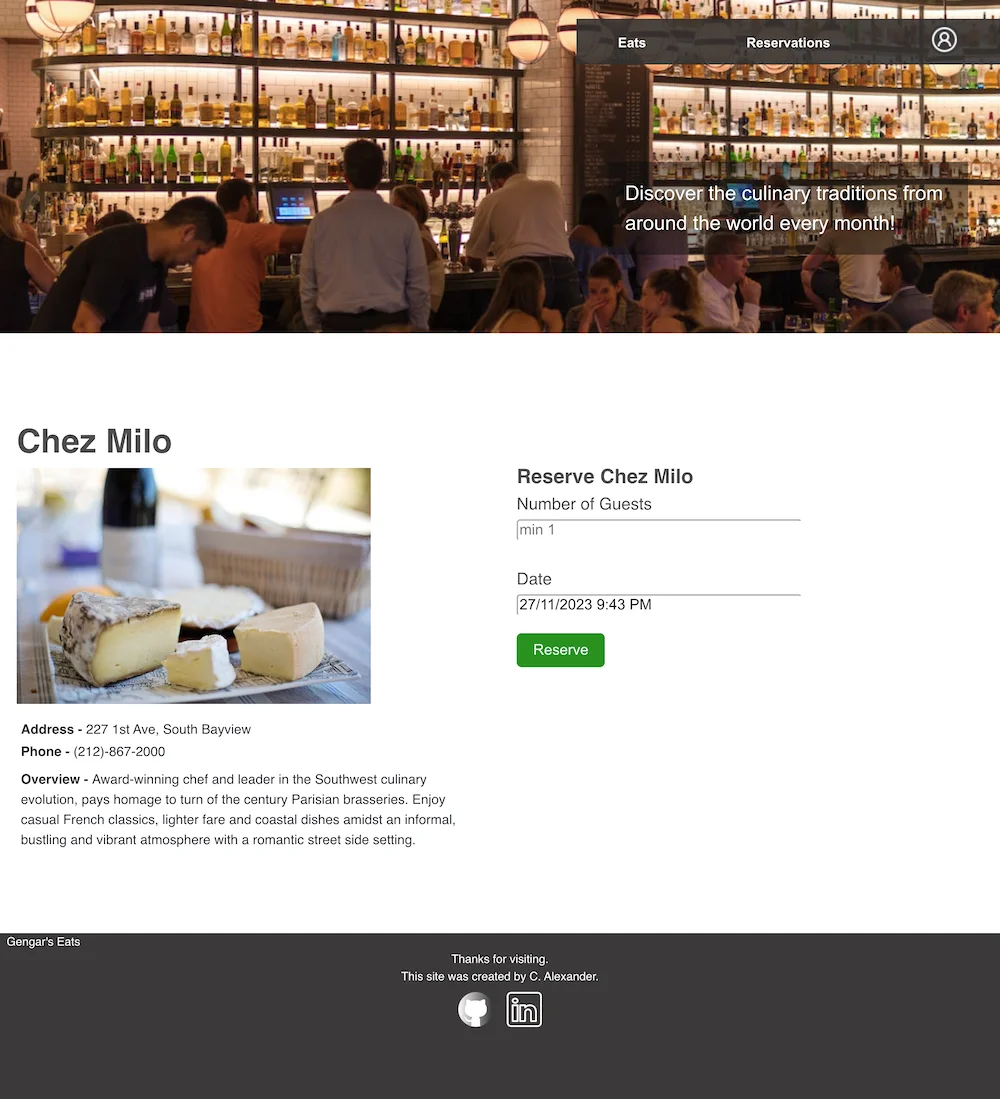 Eats
Reservations
Discover the culinary traditions from
around the world every month!
Chez Milo
Reserve Chez Milo
Number of Guests
min 1
Date
27/11/2023 9:43 PM
Reserve
Address - 227 1st Ave, South Bayview
Phone - (212)-867-2000
Overview - Award-winning chef and leader in the Southwest culinary
evolution, pays homage to turn of the century Parisian brasseries. Enjoy
casual French classics, lighter fare and coastal dishes amidst an informal,
bustling and vibrant atmosphere with a romantic street side setting.
Gengar's Eats
Thanks for visiting.
This site was created by C. Alexander.
in